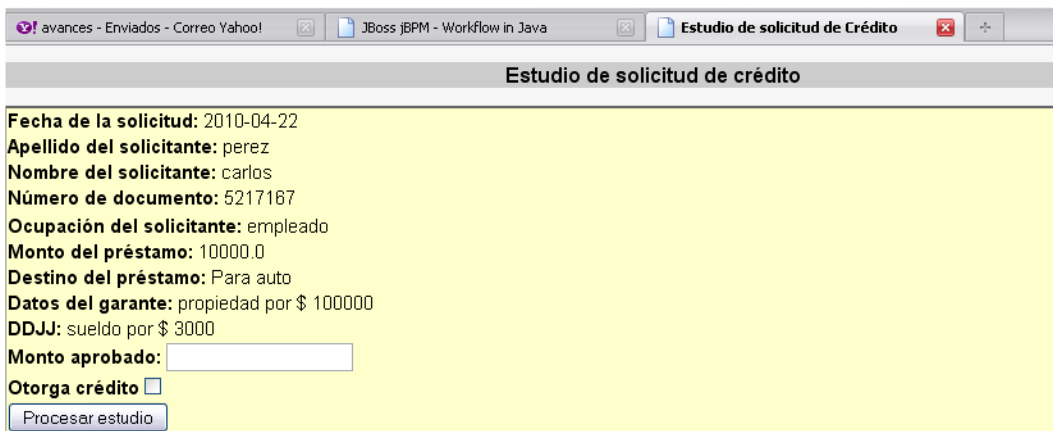 avances - Enviados - Correo Yahoo!
JBoss jBPM - Workflow in Java
Estudio de solicitud de Crédito
Estudio de solicitud de crédito
Fecha de la solicitud: 2010-04-22
Apellido del solicitante: perez
Nombre del solicitante: carlos
Número de documento: 5217167
Ocupación del solicitante: empleado
Monto del préstamo: 10000.0
Destino del préstamo: Para auto
Datos del garante: propiedad por $ 100000
DDJJ: sueldo por $ 3000
Monto aprobado:
Otorga crédito
Procesar estudio